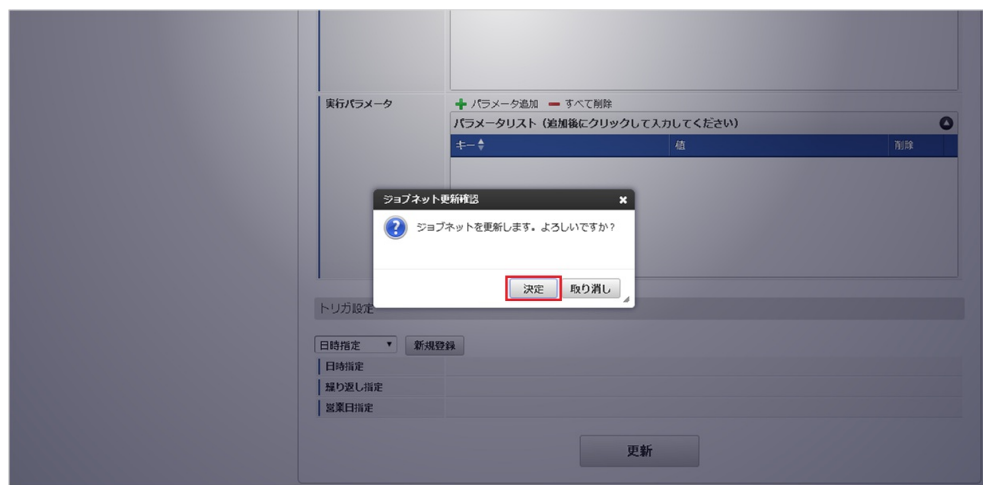 実行パラメータ
パラメータ追加 すべて削除
パラメータリスト（追加後にクリックして入力してください）
キー 値 削除
ジョブネット更新確認
ジョブネットを更新します。よろしいですか？
決定 取り消し
トリガ設定
日時指定 新規登録
日時指定
繰り返し指定
営業日指定
更新